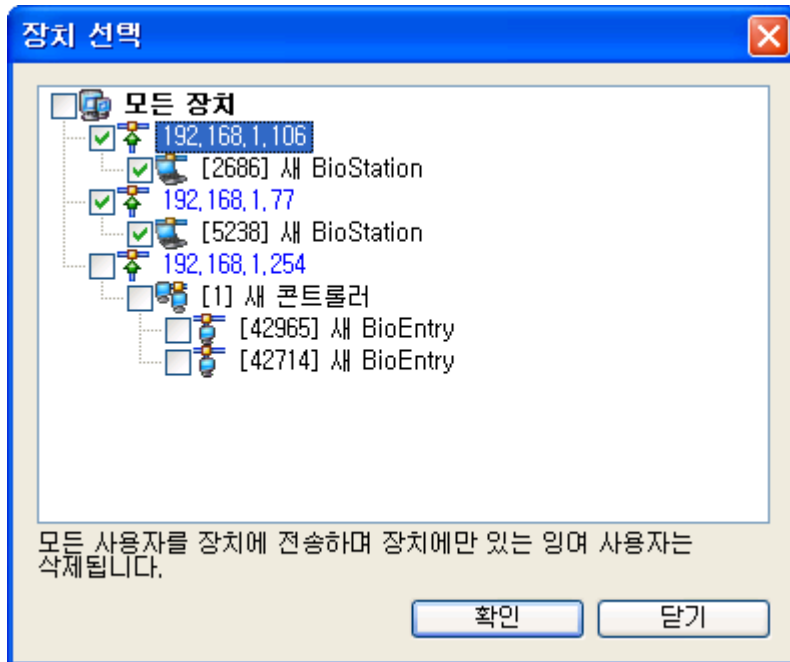 장치 선택
모든 장치
192,168,1,106
[2686] 새 BioStation
192,168,1,77
[5238] 새 BioStation
192,168,1,254
[1] 새 콘트롤러
[42965] 새 BioEntry
[42714] 새 BioEntry
모든 사용자를 장치에 전송하며 장치에만 있는 잉여 사용자는
삭제됩니다.
확인
닫기